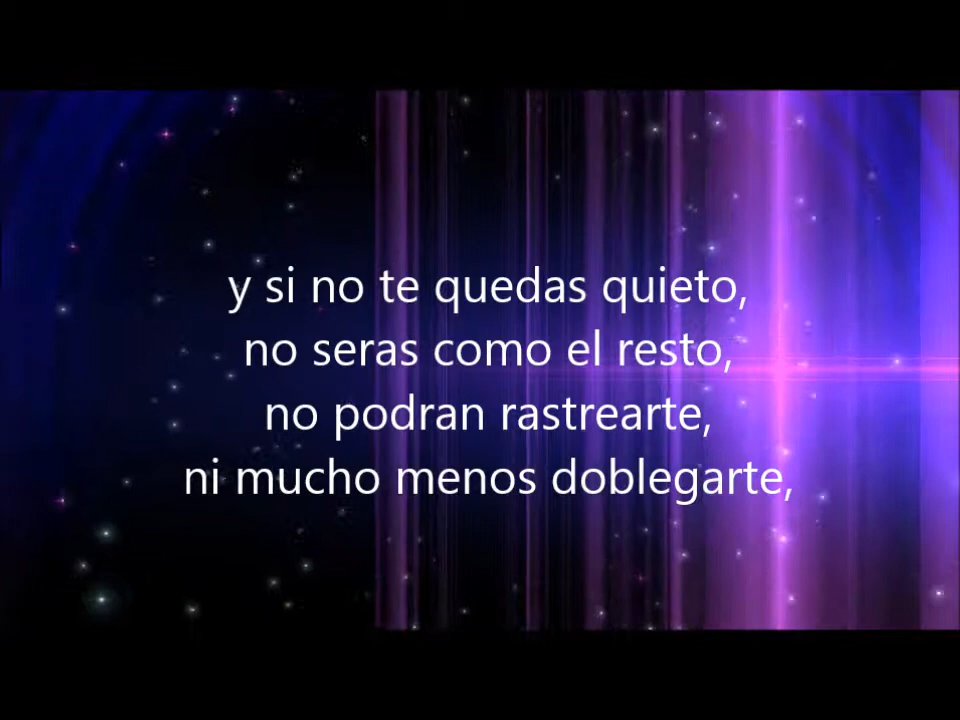 y si no te quedas quieto,
no seras como el resto,
no podran rastrearte,
ni mucho menos doblegarte,